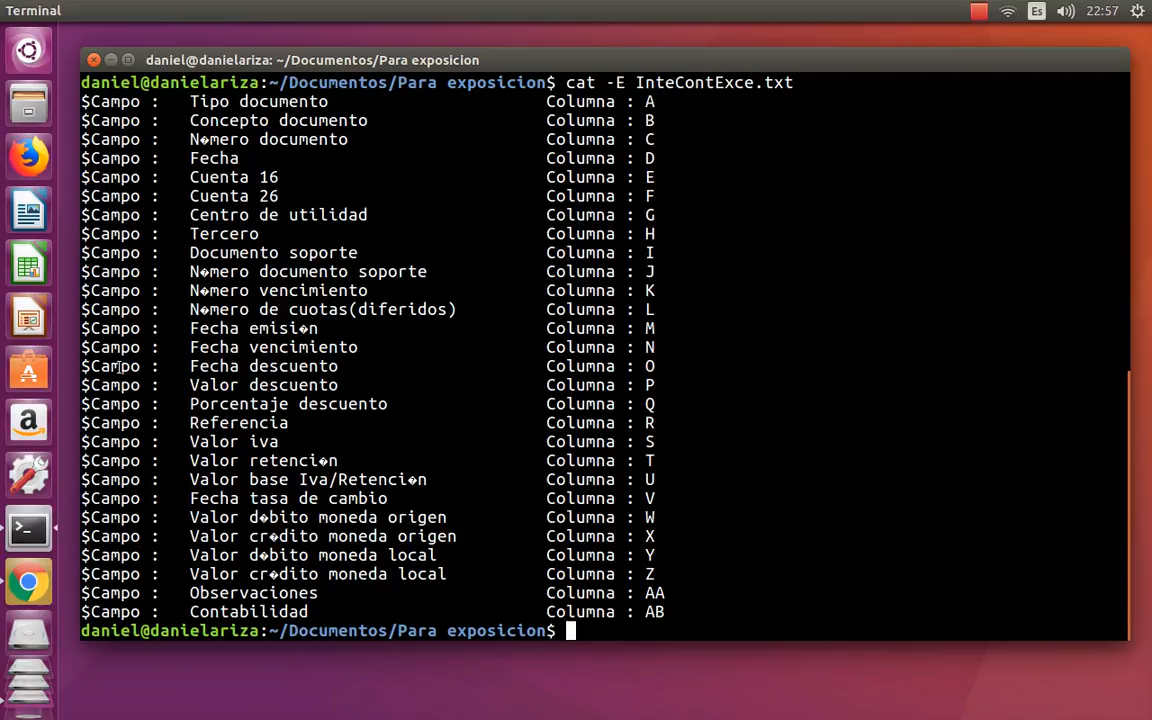 Terminal
Es
22:57
daniel@danielariza: ~/Documentos/Para exposicion
daniel@danielariza:~/Documentos/Para exposicion$ cat -E InteContExce.txt
$Campo : Tipo documento Columna : A
$Campo : Concepto documento Columna : B
$Campo : N�mero documento Columna : C
$Campo : Fecha Columna : D
$Campo : Cuenta 16 Columna : E
$Campo : Cuenta 26 Columna : F
$Campo : Centro de utilidad Columna : G
$Campo : Tercero Columna : H
$Campo : Documento soporte Columna : I
$Campo : N�mero documento soporte Columna : J
$Campo : N�mero vencimiento Columna : K
$Campo : N�mero de cuotas(diferidos) Columna : L
$Campo : Fecha emisi�n Columna : M
$Campo : Fecha vencimiento Columna : N
$Campo : Fecha descuento Columna : O
$Campo : Valor descuento Columna : P
$Campo : Porcentaje descuento Columna : Q
$Campo : Referencia Columna : R
$Campo : Valor iva Columna : S
$Campo : Valor retenci�n Columna : T
$Campo : Valor base Iva/Retenci�n Columna : U
$Campo : Fecha tasa de cambio Columna : V
$Campo : Valor d�bito moneda origen Columna : W
$Campo : Valor cr�dito moneda origen Columna : X
$Campo : Valor d�bito moneda local Columna : Y
$Campo : Valor cr�dito moneda local Columna : Z
$Campo : Observaciones Columna : AA
$Campo : Contabilidad Columna : AB
daniel@danielariza:~/Documentos/Para exposicion$